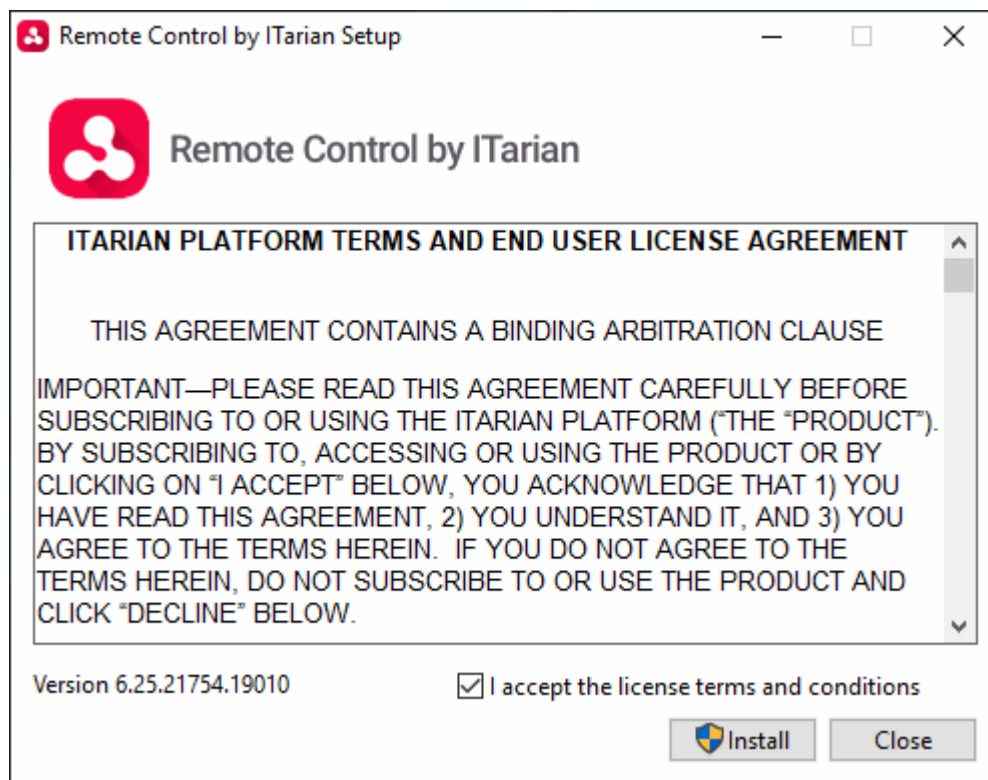 Remote Control by ITarian Setup
Remote Control by ITarian
ITARIAN PLATFORM TERMS AND END USER LICENSE AGREEMENT
THIS AGREEMENT CONTAINS A BINDING ARBITRATION CLAUSE
IMPORTANT—PLEASE READ THIS AGREEMENT CAREFULLY BEFORE
SUBSCRIBING TO OR USING THE ITARIAN PLATFORM (“THE “PRODUCT”).
BY SUBSCRIBING TO, ACCESSING OR USING THE PRODUCT OR BY
CLICKING ON “I ACCEPT” BELOW, YOU ACKNOWLEDGE THAT 1) YOU
HAVE READ THIS AGREEMENT, 2) YOU UNDERSTAND IT, AND 3) YOU
AGREE TO THE TERMS HEREIN.  IF YOU DO NOT AGREE TO THE
TERMS HEREIN, DO NOT SUBSCRIBE TO OR USE THE PRODUCT AND
CLICK “DECLINE” BELOW.
Version 6.25.21754.19010
I accept the license terms and conditions
Install
Close